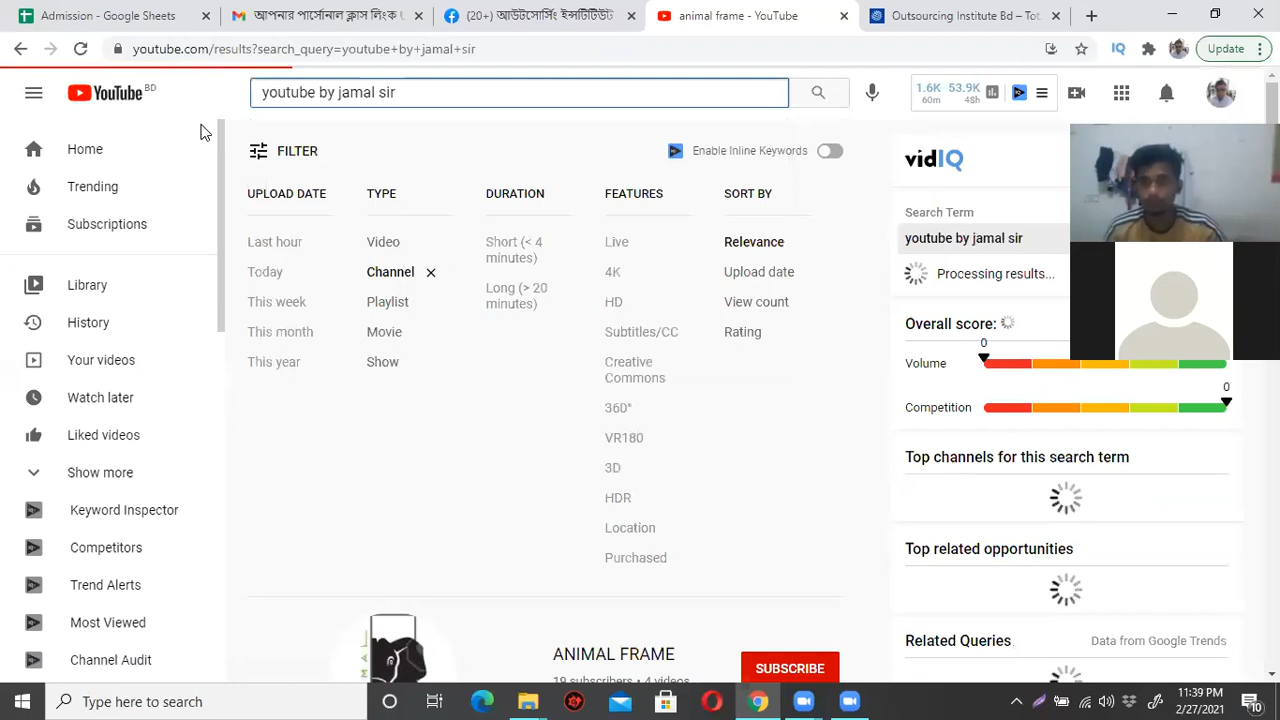 Admission - Google Sheets
আপনার পার্সোনাল ক্লাস লিংক
(20+) আউটসোর্সিং ইন্সটিটিউট
animal frame - YouTube
Outsourcing Institute Bd – Tot
youtube.com/results?search_query=youtube+by+jamal+sir
IQ
Update
YouTube BD
youtube by jamal sir
1.6K 53.9K
60m 48h
Home
Trending
Subscriptions
Library
History
Your videos
Watch later
Liked videos
Show more
Keyword Inspector
Competitors
Trend Alerts
Most Viewed
Channel Audit
FILTER
Enable Inline Keywords
UPLOAD DATE
Last hour
Today
This week
This month
This year
TYPE
Video
Channel
Playlist
Movie
Show
DURATION
Short (< 4
minutes)
Long (> 20
minutes)
FEATURES
Live
4K
HD
Subtitles/CC
Creative
Commons
360°
VR180
3D
HDR
Location
Purchased
SORT BY
Relevance
Upload date
View count
Rating
ANIMAL FRAME
19 subscribers • 4 videos
SUBSCRIBE
vidIQ
Search Term
youtube by jamal sir
Processing results...
Overall score:
0
Volume
0
Competition
Top channels for this search term
Top related opportunities
Related Queries
Data from Google Trends
Type here to search
11:39 PM
2/27/2021
10